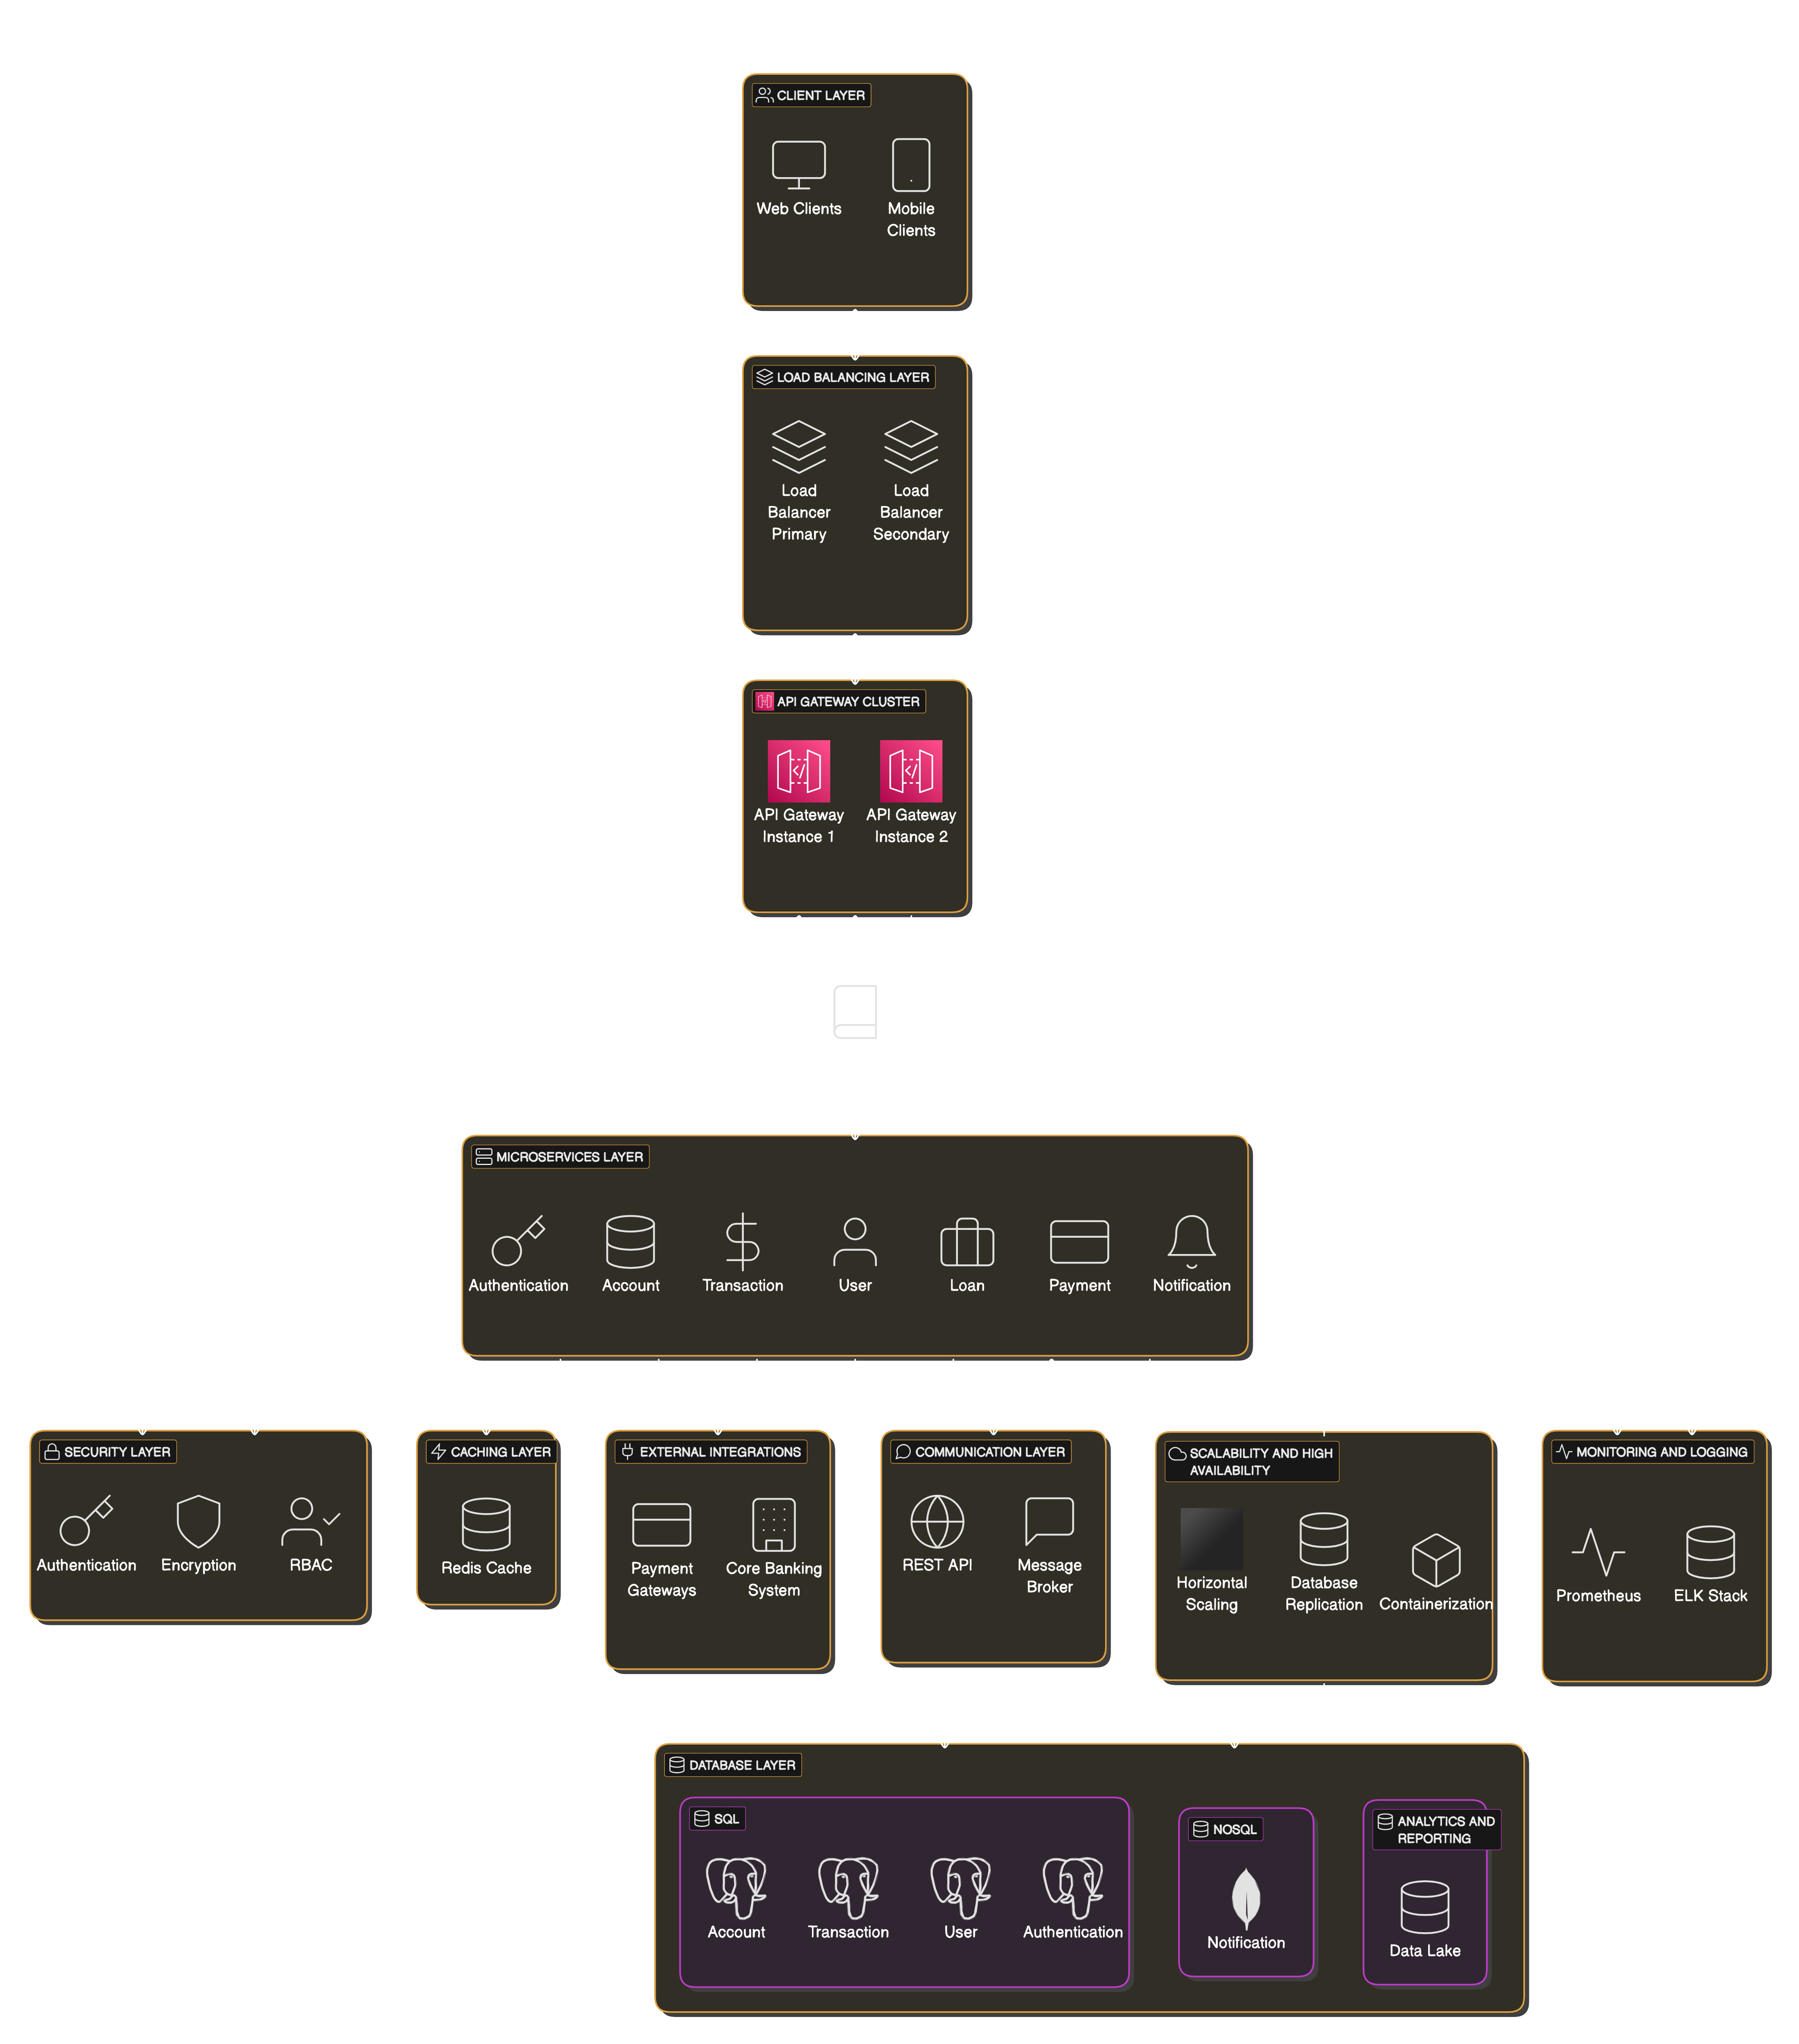 CLIENT LAYER
Web Clients
Mobile
Clients
LOAD BALANCING LAYER
Load
Balancer
Primary
Load
Balancer
Secondary
API GATEWAY CLUSTER
API Gateway
Instance 1
API Gateway
Instance 2
MICROSERVICES LAYER
Authentication
Account
Transaction
User
Loan
Payment
Notification
SECURITY LAYER
Authentication
Encryption
RBAC
CACHING LAYER
Redis Cache
EXTERNAL INTEGRATIONS
Payment
Gateways
Core Banking
System
COMMUNICATION LAYER
REST API
Message
Broker
SCALABILITY AND HIGH
AVAILABILITY
Horizontal
Scaling
Database
Replication
Containerization
MONITORING AND LOGGING
Prometheus
ELK Stack
DATABASE LAYER
SQL
Account
Transaction
User
Authentication
NOSQL
Notification
ANALYTICS AND
REPORTING
Data Lake